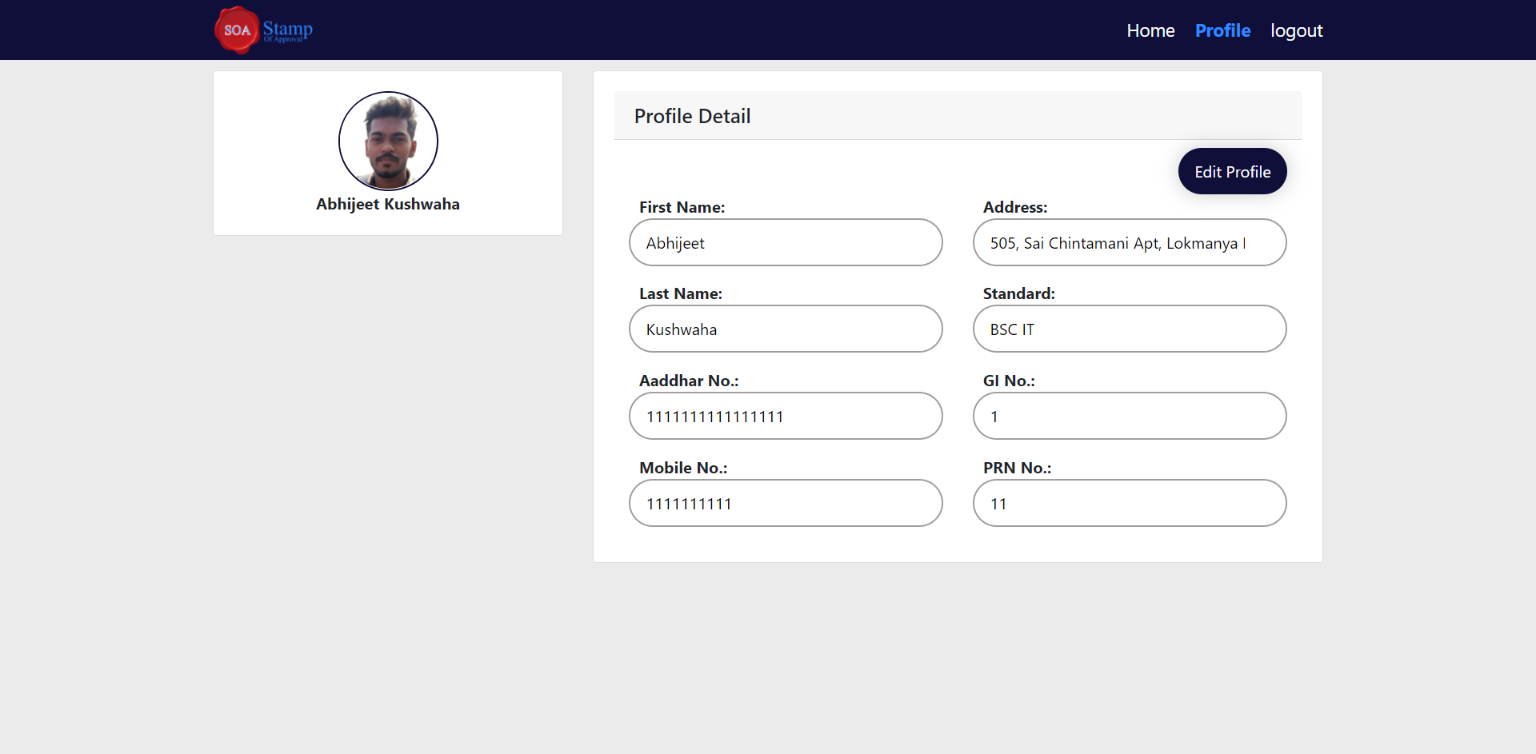 SOA
Stamp
Of Approval
Home Profile logout
Abhijeet Kushwaha
Profile Detail
Edit Profile
First Name:
Abhijeet
Address:
505, Sai Chintamani Apt, Lokmanya
Last Name:
Kushwaha
Standard:
BSC IT
Aaddhar No.:
1111111111111111
GI No.:
1
Mobile No.:
1111111111
PRN No.:
11